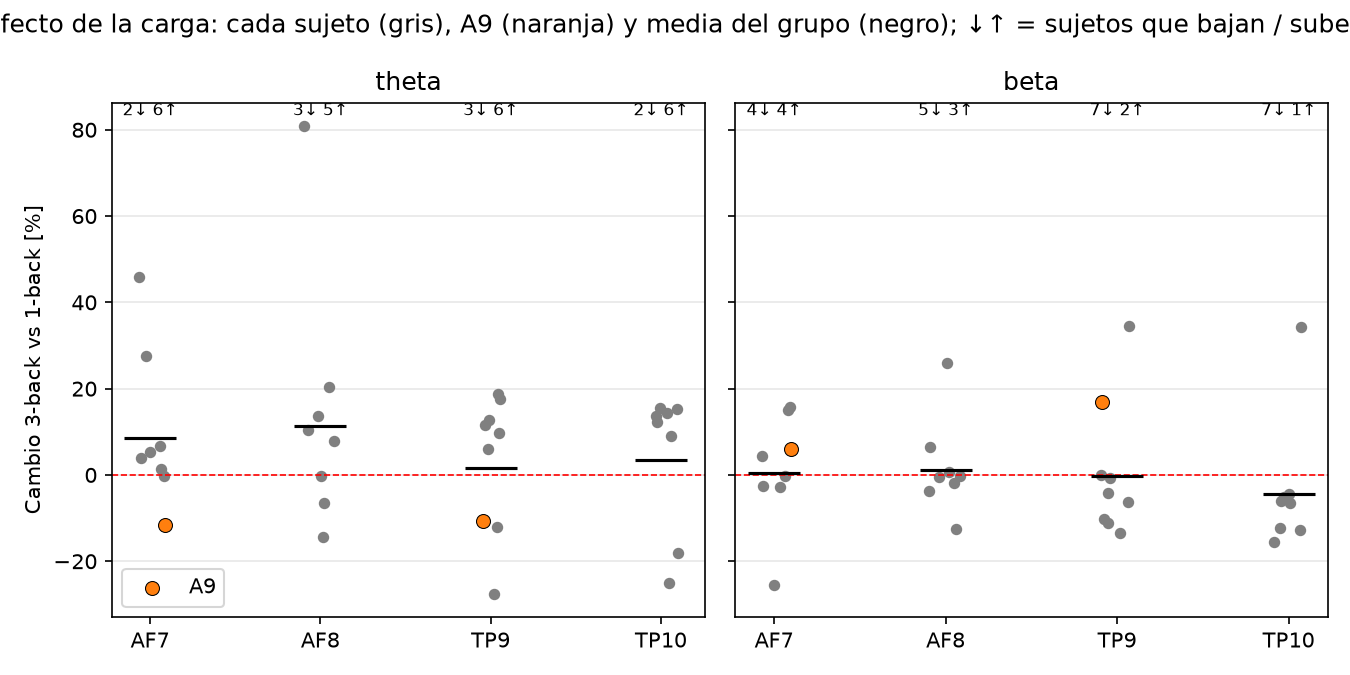 fecto de la carga: cada sujeto (gris), A9 (naranja) y media del grupo (negro); ↓↑ = sujetos que bajan / sube
theta
beta
2↓ 6↑
3↓ 5↑
3↓ 6↑
2↓ 6↑
4↓ 4↑
5↓ 3↑
7↓ 2↑
7↓ 1↑
Cambio 3-back vs 1-back [%]
80
60
40
20
0
−20
A9
AF7
AF8
TP9
TP10
AF7
AF8
TP9
TP10